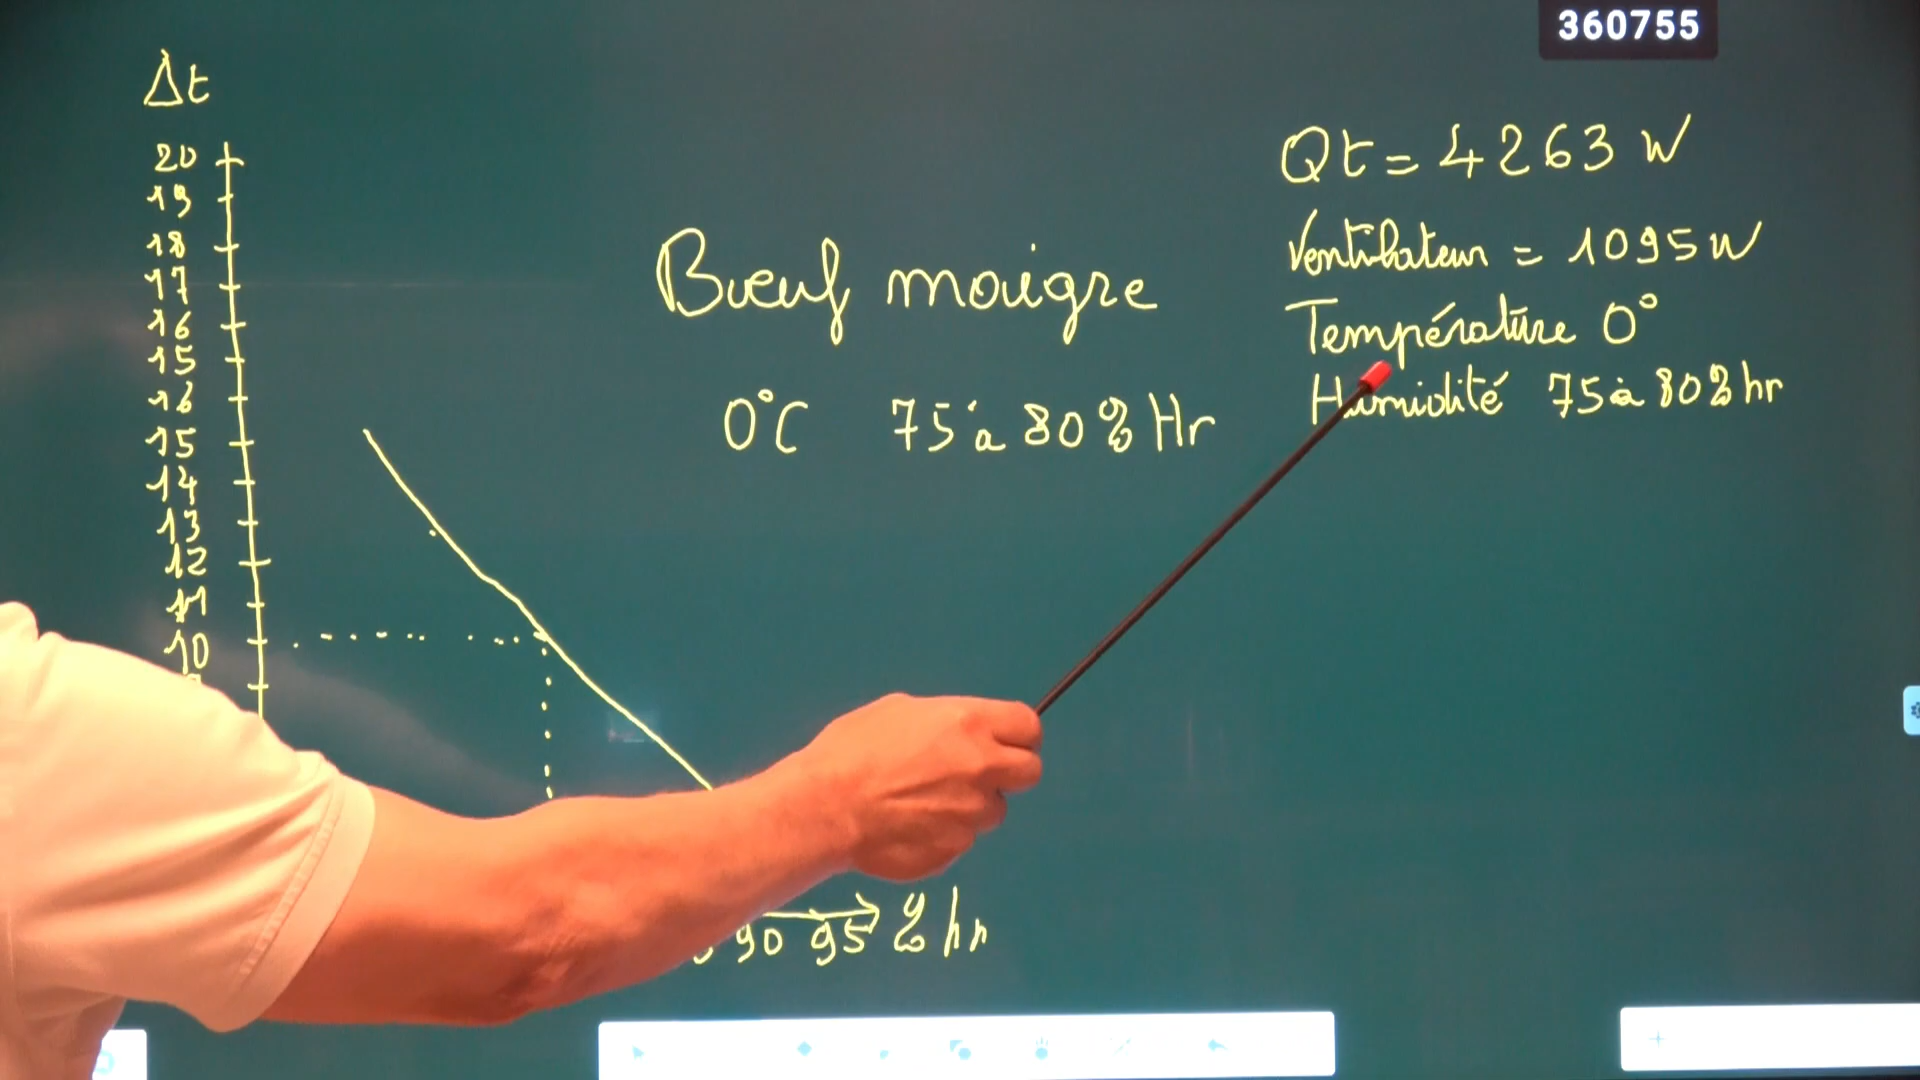 360755
Δt
20
19
18
17
16
15
16
15
14
13
12
11
10
Bœuf maigre
0°C 75 à 80% Hr
Qt = 4263 W
Ventilateur = 1095 W
Température 0°
Humidité 75 à 80% hr
90 95 % hr